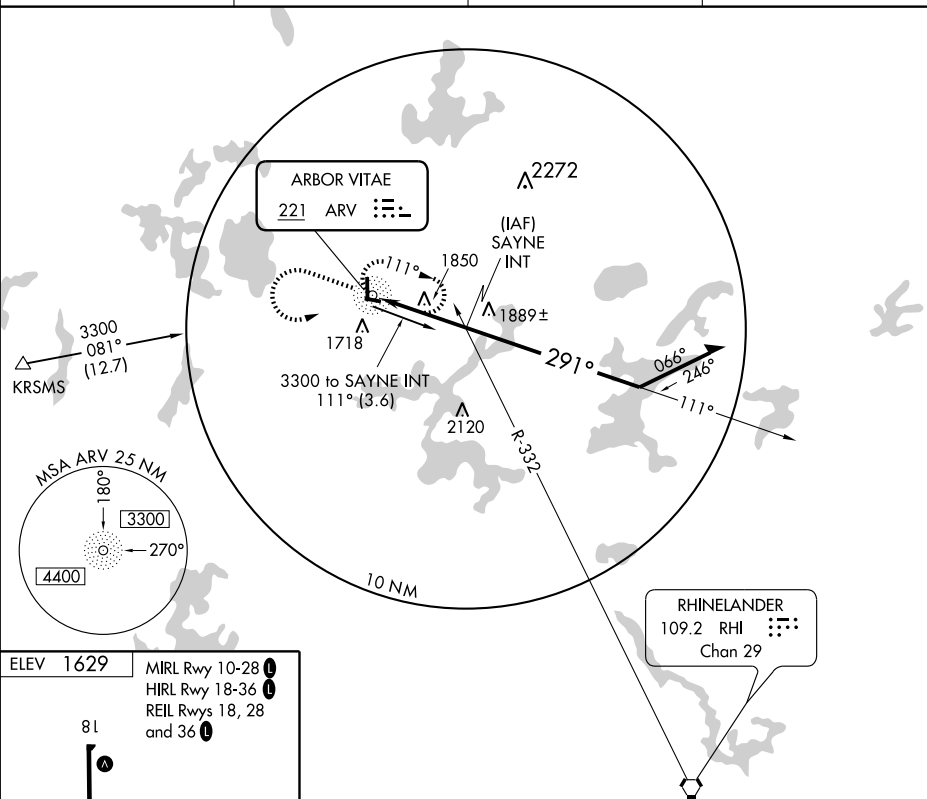 2272
ARBOR VITAE
221 ARV
(IAF)
SAYNE
INT
111°
1850
1889±
1718
3300
081°
(12.7)
KRSMS
3300 to SAYNE INT
111° (3.6)
291°
066°
246°
111°
2120
R-332
MSA ARV 25 NM
180°
3300
270°
4400
10 NM
RHINELANDER
109.2 RHI
Chan 29
ELEV 1629
MIRL Rwy 10-28 L
HIRL Rwy 18-36 L
REIL Rwys 18, 28
and 36 L
18
V